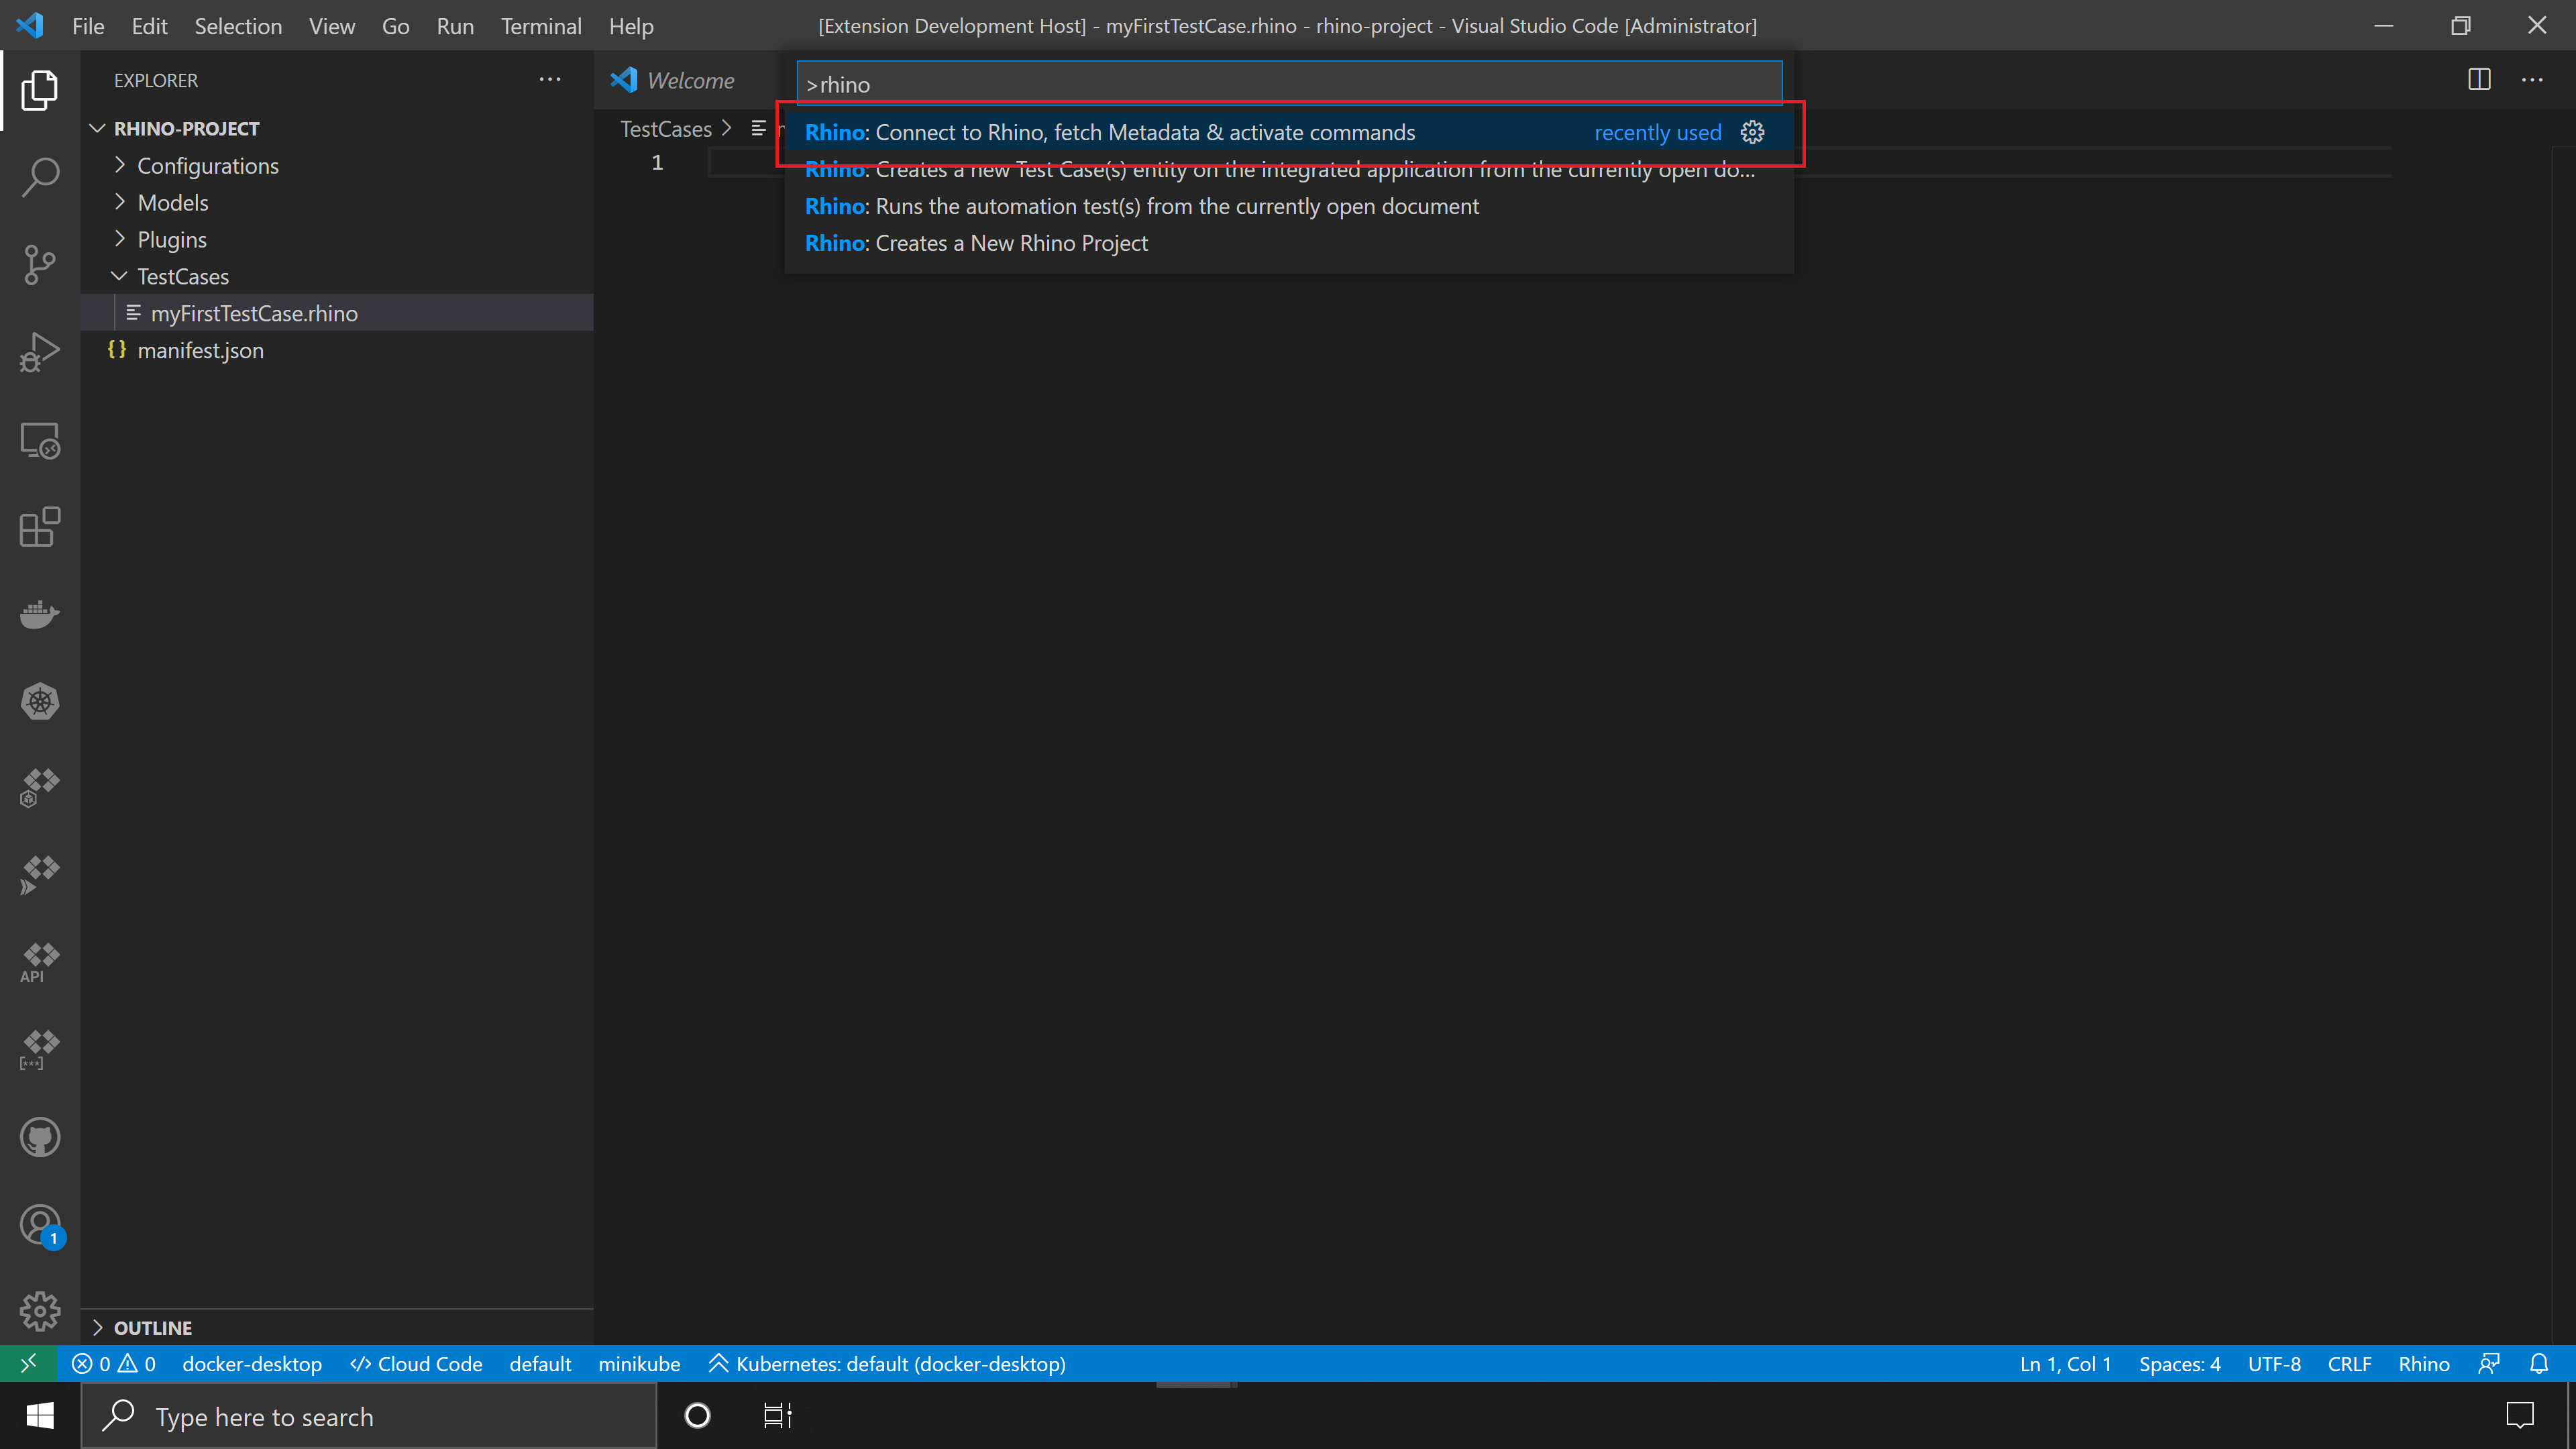 File Edit Selection View Go Run Terminal Help
[Extension Development Host] - myFirstTestCase.rhino - rhino-project - Visual Studio Code [Administrator]
EXPLORER
Welcome
>rhino
RHINO-PROJECT
Configurations
Models
Plugins
TestCases
myFirstTestCase.rhino
manifest.json
TestCases
1
Rhino: Connect to Rhino, fetch Metadata & activate commands recently used
Rhino: Creates a new Test Case(s) entity on the integrated application from the currently open do...
Rhino: Runs the automation test(s) from the currently open document
Rhino: Creates a New Rhino Project
API
[***]
1
OUTLINE
0 0 docker-desktop </> Cloud Code default minikube Kubernetes: default (docker-desktop)
Ln 1, Col 1 Spaces: 4 UTF-8 CRLF Rhino
Type here to search